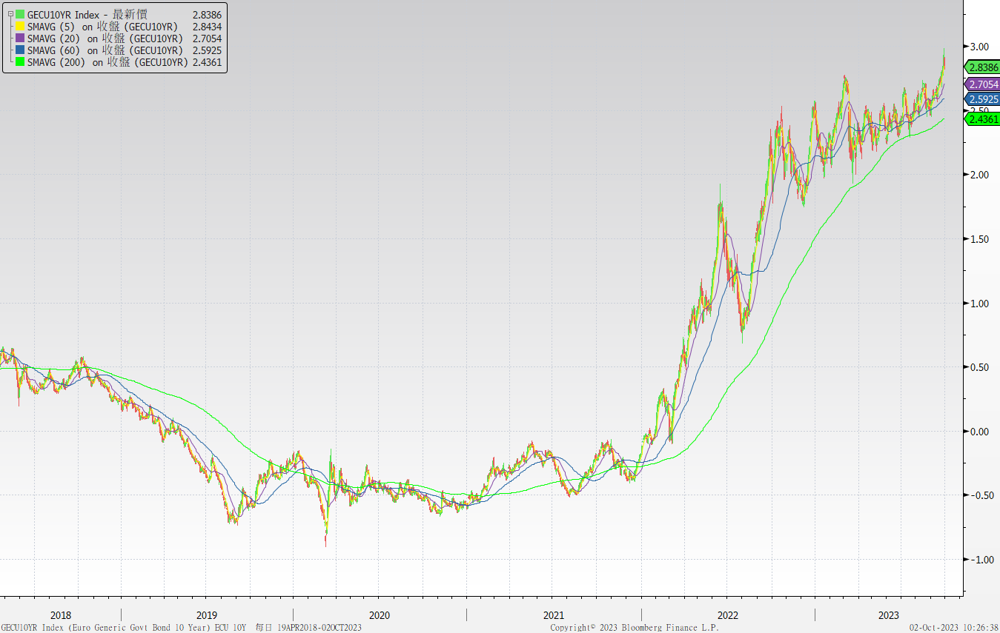 GECU10YR Index - 最新價 2.8386
SMAVG (5) on 收盤 (GECU10YR) 2.8434
SMAVG (20) on 收盤 (GECU10YR) 2.7054
SMAVG (60) on 收盤 (GECU10YR) 2.5925
SMAVG (200) on 收盤 (GECU10YR) 2.4361
3.00
2.8386
2.7054
2.5925
2.50
2.4361
2.00
1.50
1.00
0.50
0.00
-0.50
-1.00
2018 2019 2020 2021 2022 2023
GECU10YR Index (Euro Generic Govt Bond 10 Year) ECU 10Y 每日 19APR2018-02OCT2023 Copyright© 2023 Bloomberg Finance L.P. 02-Oct-2023 10:26:38